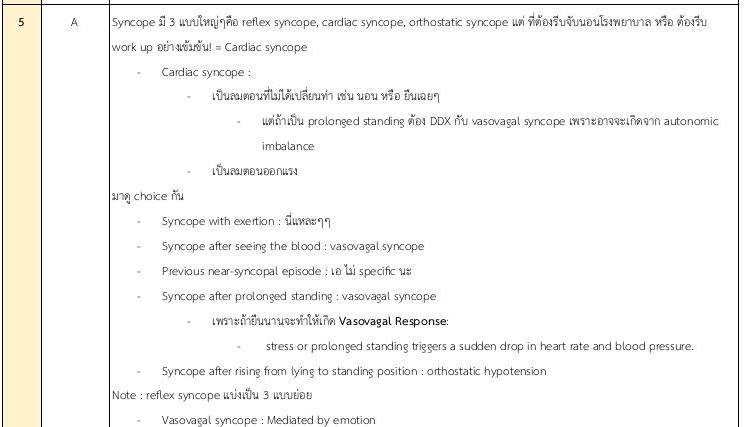 5 A Syncope มี 3 แบบใหญ่ๆคือ reflex syncope, cardiac syncope, orthostatic syncope แต่ ที่ต้องรีบจับนอนโรงพยาบาล หรือ ต้องรีบ
work up อย่างเข้มข้น! = Cardiac syncope
- Cardiac syncope :
- เป็นลมตอนที่ไม่ได้เปลี่ยนท่า เช่น นอน หรือ ยืนเฉยๆ
- แต่ถ้าเป็น prolonged standing ต้อง DDX กับ vasovagal syncope เพราะอาจจะเกิดจาก autonomic
imbalance
- เป็นลมตอนออกแรง
มาดู choice กัน
- Syncope with exertion : นี่แหละๆๆ
- Syncope after seeing the blood : vasovagal syncope
- Previous near-syncopal episode : เอ ไม่ specific นะ
- Syncope after prolonged standing : vasovagal syncope
- เพราะถ้ายืนนานจะทำให้เกิด Vasovagal Response:
- stress or prolonged standing triggers a sudden drop in heart rate and blood pressure.
- Syncope after rising from lying to standing position : orthostatic hypotension
Note : reflex syncope แบ่งเป็น 3 แบบย่อย
- Vasovagal syncope : Mediated by emotion